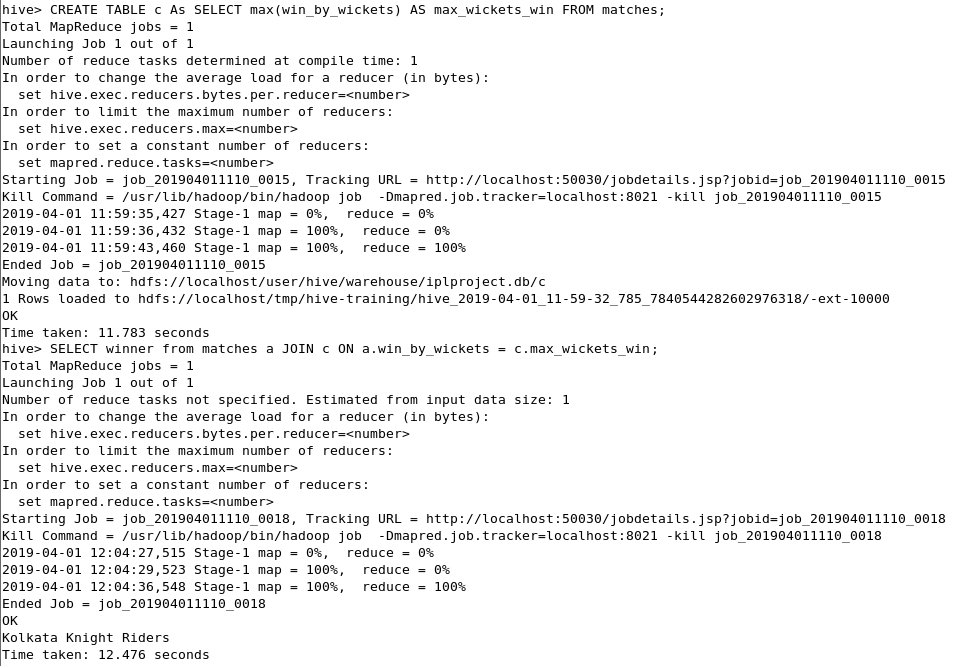 hive> CREATE TABLE c As SELECT max(win_by_wickets) AS max_wickets_win FROM matches;
Total MapReduce jobs = 1
Launching Job 1 out of 1
Number of reduce tasks determined at compile time: 1
In order to change the average load for a reducer (in bytes):
  set hive.exec.reducers.bytes.per.reducer=<number>
In order to limit the maximum number of reducers:
  set hive.exec.reducers.max=<number>
In order to set a constant number of reducers:
  set mapred.reduce.tasks=<number>
Starting Job = job_201904011110_0015, Tracking URL = http://localhost:50030/jobdetails.jsp?jobid=job_201904011110_0015
Kill Command = /usr/lib/hadoop/bin/hadoop job  -Dmapred.job.tracker=localhost:8021 -kill job_201904011110_0015
2019-04-01 11:59:35,427 Stage-1 map = 0%,  reduce = 0%
2019-04-01 11:59:36,432 Stage-1 map = 100%,  reduce = 0%
2019-04-01 11:59:43,460 Stage-1 map = 100%,  reduce = 100%
Ended Job = job_201904011110_0015
Moving data to: hdfs://localhost/user/hive/warehouse/iplproject.db/c
1 Rows loaded to hdfs://localhost/tmp/hive-training/hive_2019-04-01_11-59-32_785_7840544282602976318/-ext-10000
OK
Time taken: 11.783 seconds
hive> SELECT winner from matches a JOIN c ON a.win_by_wickets = c.max_wickets_win;
Total MapReduce jobs = 1
Launching Job 1 out of 1
Number of reduce tasks not specified. Estimated from input data size: 1
In order to change the average load for a reducer (in bytes):
  set hive.exec.reducers.bytes.per.reducer=<number>
In order to limit the maximum number of reducers:
  set hive.exec.reducers.max=<number>
In order to set a constant number of reducers:
  set mapred.reduce.tasks=<number>
Starting Job = job_201904011110_0018, Tracking URL = http://localhost:50030/jobdetails.jsp?jobid=job_201904011110_0018
Kill Command = /usr/lib/hadoop/bin/hadoop job  -Dmapred.job.tracker=localhost:8021 -kill job_201904011110_0018
2019-04-01 12:04:27,515 Stage-1 map = 0%,  reduce = 0%
2019-04-01 12:04:29,523 Stage-1 map = 100%,  reduce = 0%
2019-04-01 12:04:36,548 Stage-1 map = 100%,  reduce = 100%
Ended Job = job_201904011110_0018
OK
Kolkata Knight Riders
Time taken: 12.476 seconds